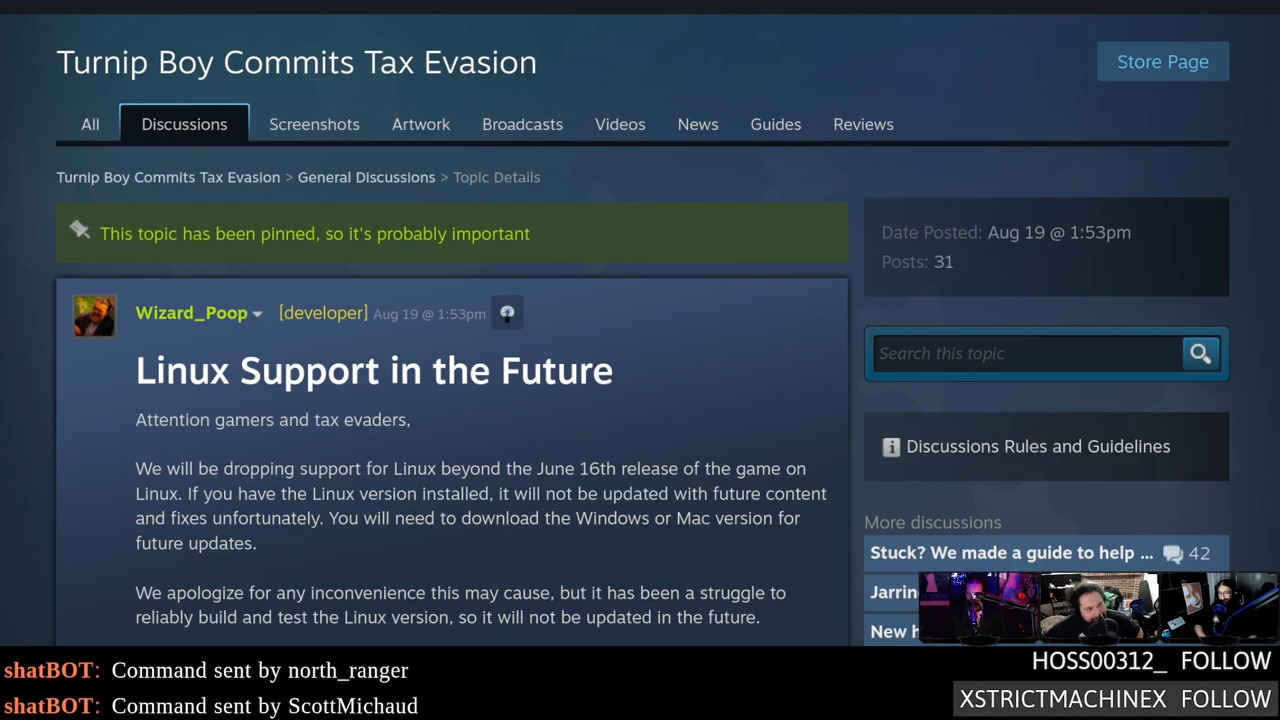 Turnip Boy Commits Tax Evasion
Store Page
All Discussions Screenshots Artwork Broadcasts Videos News Guides Reviews
Turnip Boy Commits Tax Evasion > General Discussions > Topic Details
This topic has been pinned, so it's probably important
Wizard_Poop [developer] Aug 19 @ 1:53pm
Linux Support in the Future
Attention gamers and tax evaders,
We will be dropping support for Linux beyond the June 16th release of the game on
Linux. If you have the Linux version installed, it will not be updated with future content
and fixes unfortunately. You will need to download the Windows or Mac version for
future updates.
We apologize for any inconvenience this may cause, but it has been a struggle to
reliably build and test the Linux version, so it will not be updated in the future.
Date Posted: Aug 19 @ 1:53pm
Posts: 31
Search this topic
Discussions Rules and Guidelines
More discussions
Stuck? We made a guide to help ... 42
Jarrin
New h
shatBOT: Command sent by north_ranger
shatBOT: Command sent by ScottMichaud
HOSS00312_ FOLLOW
XSTRICTMACHINEX FOLLOW